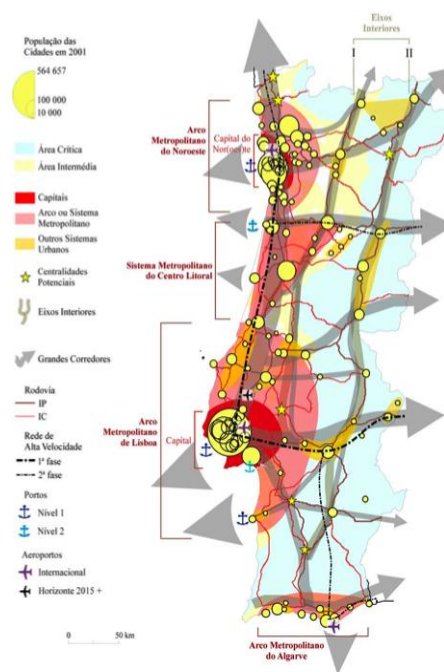 População das
Cidades em 2001
564 657
100 000
10 000
Área Crítica
Área Intermédia
Capitais
Arco ou Sistema
Metropolitano
Outros Sistemas
Urbanos
Centralidades
Potenciais
Eixos Interiores
Grandes Corredores
Rodovia
IP
IC
Rede de
Alta Velocidade
1ª fase
2ª fase
Portos
Nível 1
Nível 2
Aeroportos
Internacional
Horizonte 2015 +
0
50 km
Eixos
Interiores
I
II
Arco
Metropolitano
do Noroeste
Capital do
Nor(o)este
Sistema Metropolitano
do Centro Litoral
Arco
Metropolitano
de Lisboa
Capital
Arco Metropolitano
do Algarve